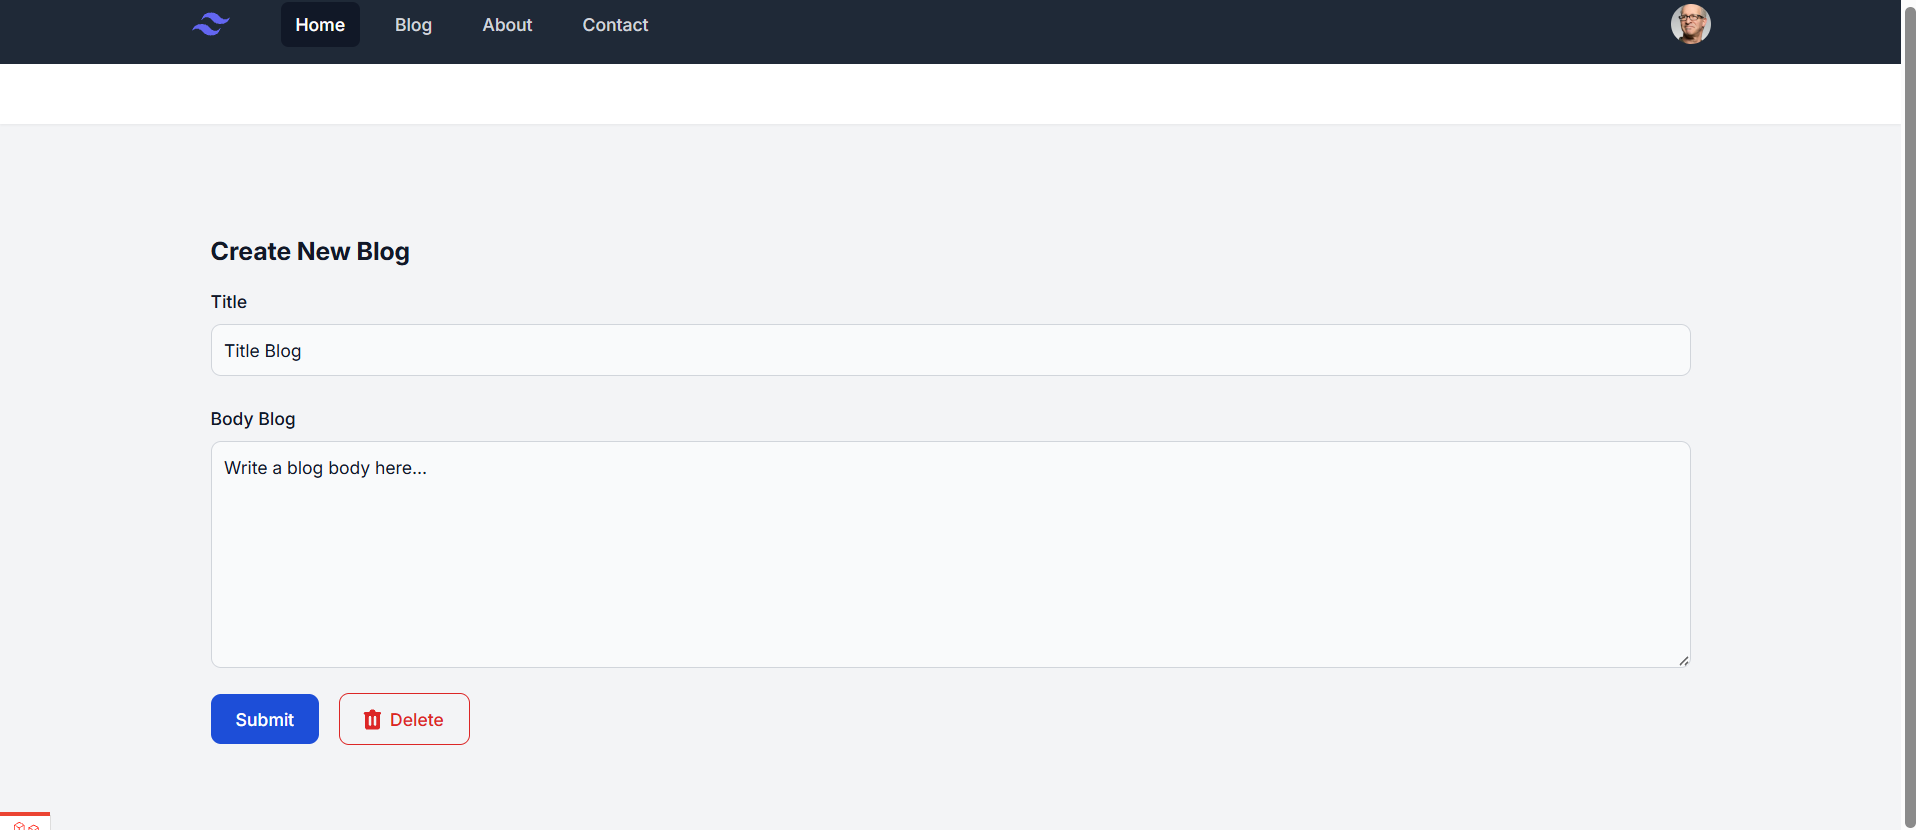 Home Blog About Contact
Create New Blog
Title
Title Blog
Body Blog
Write a blog body here...
Submit Delete